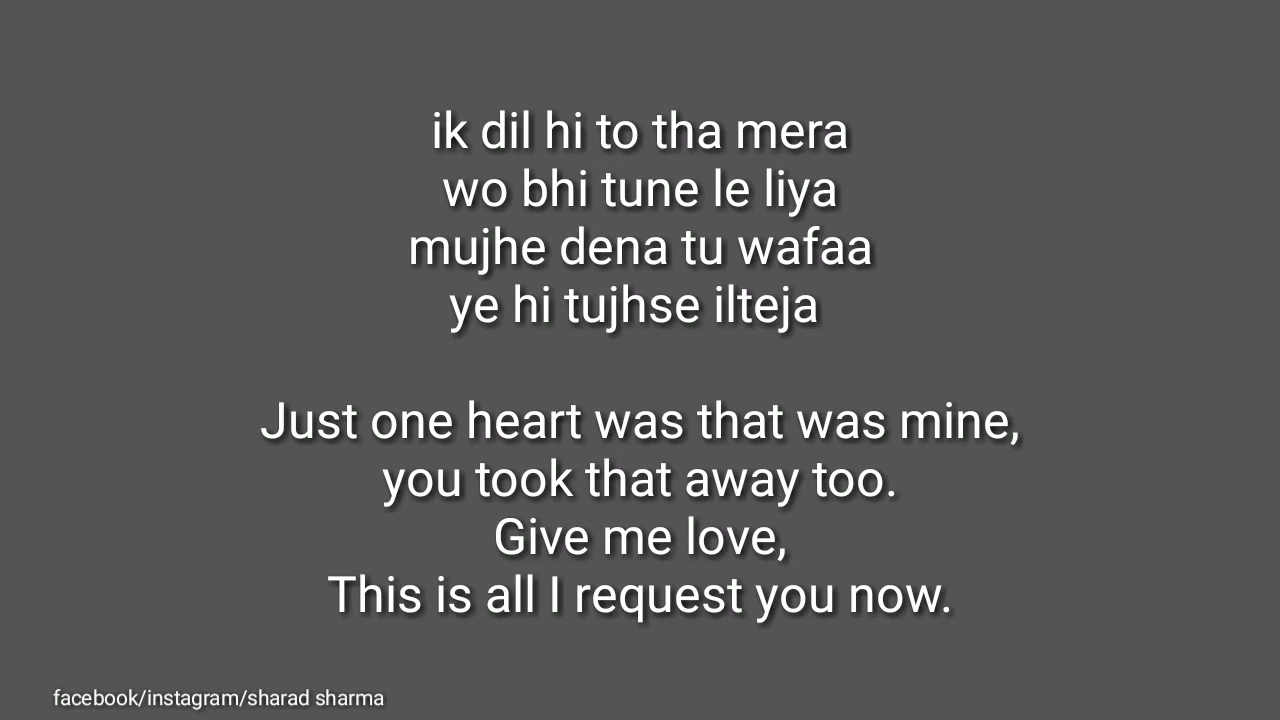 ik dil hi to tha mera
wo bhi tune le liya
mujhe dena tu wafaa
ye hi tujhse ilteja
Just one heart was that was mine,
you took that away too.
Give me love,
This is all I request you now.
facebook/instagram/sharad sharma